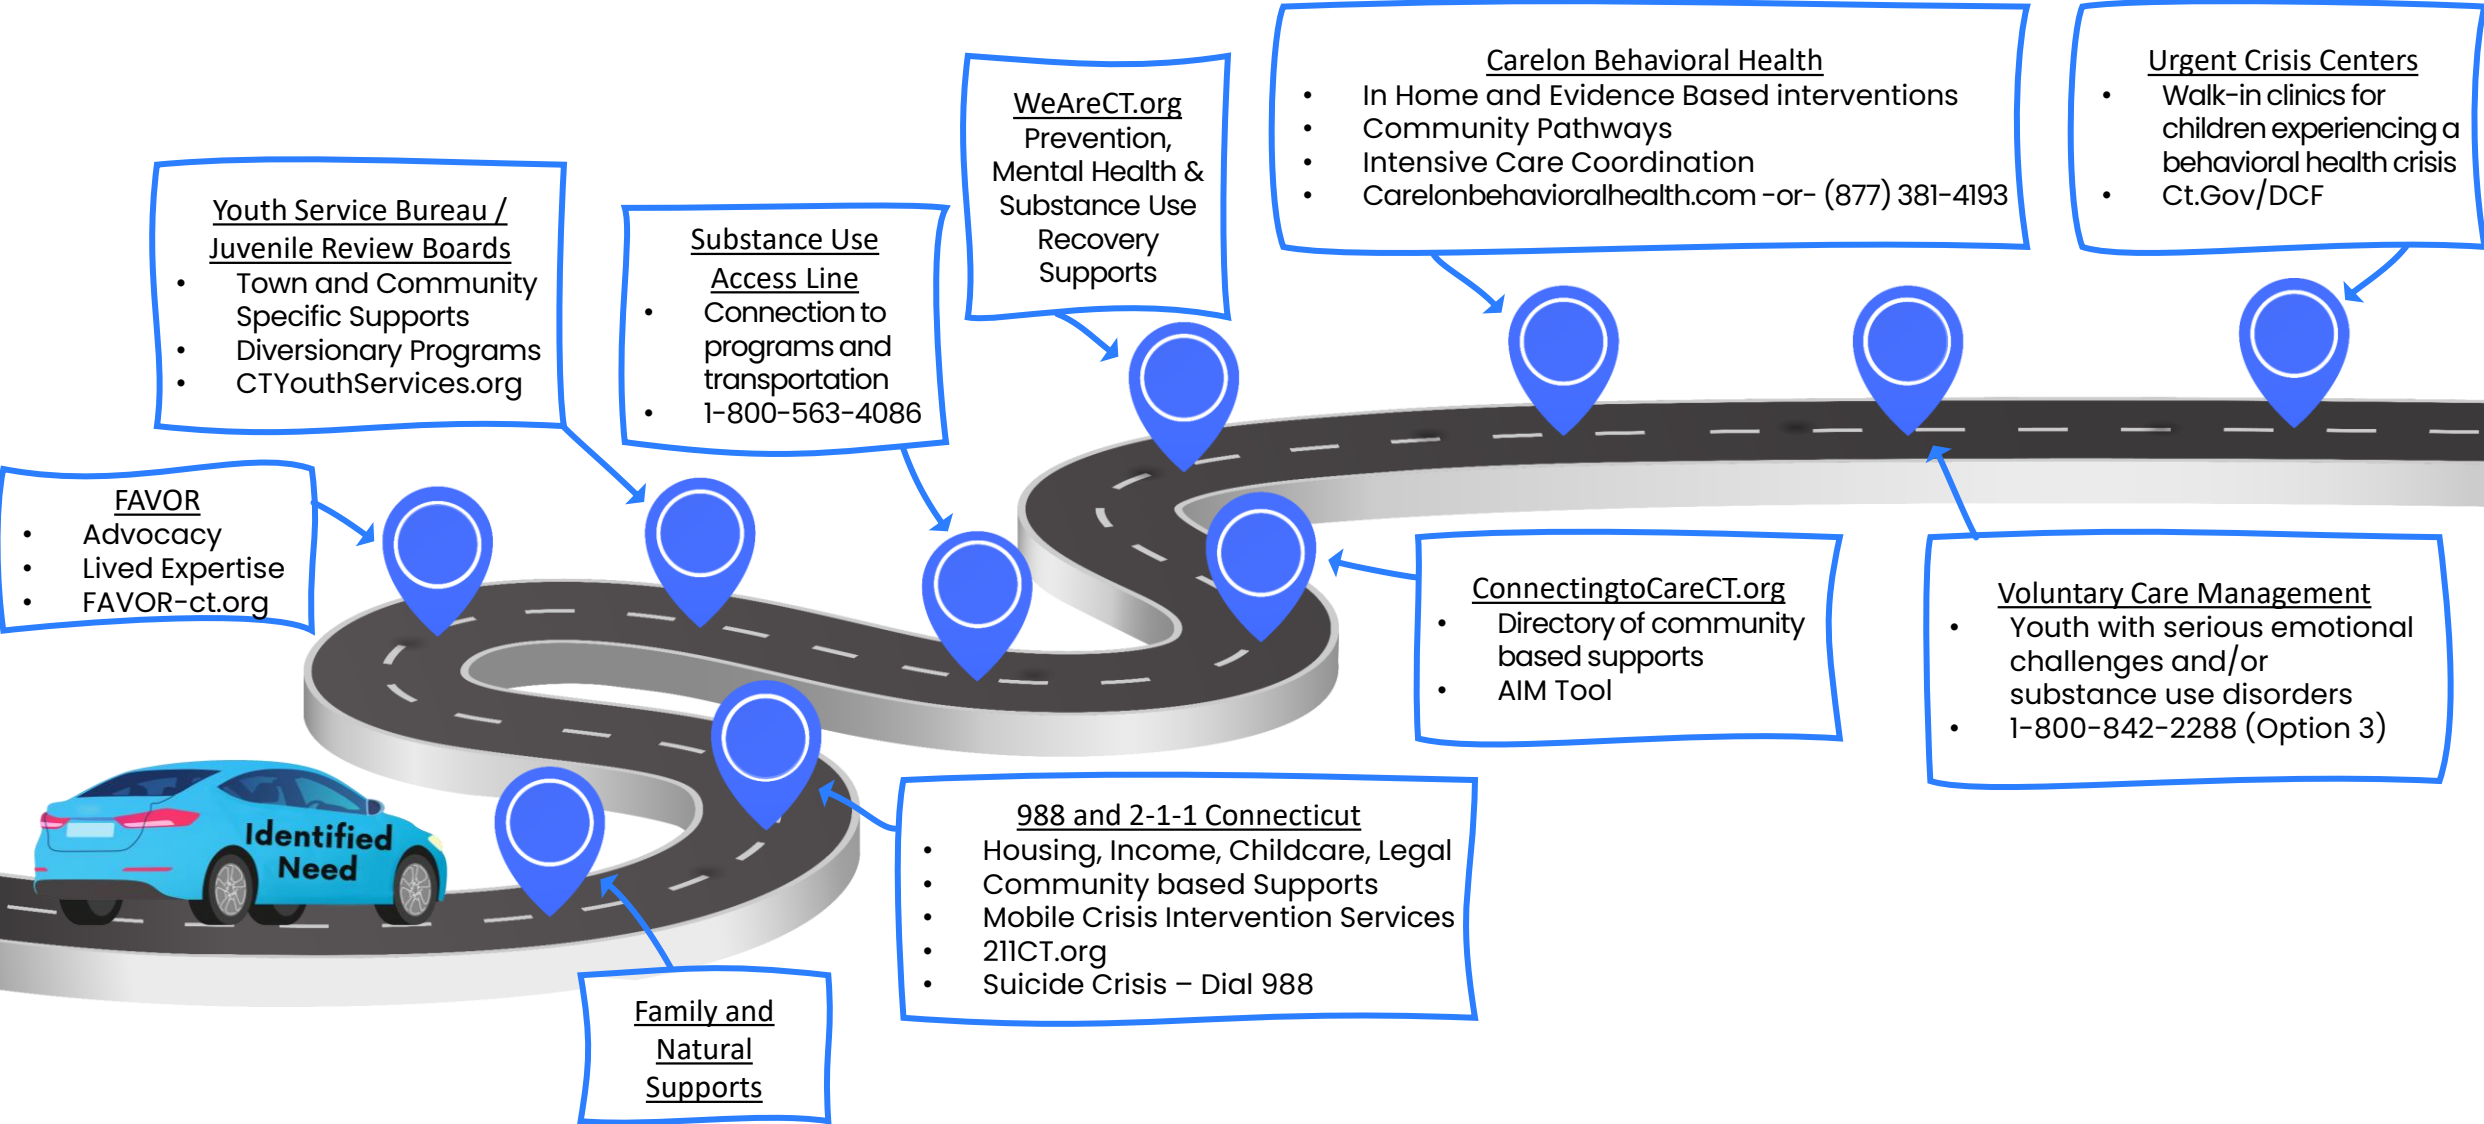 Carelon Behavioral Health
• In Home and Evidence Based interventions
• Community Pathways
• Intensive Care Coordination
• Carelonbehavioralhealth.com -or- (877) 381-4193
Urgent Crisis Centers
• Walk-in clinics for
children experiencing a
behavioral health crisis
• Ct.Gov/DCF
WeAreCT.org
Prevention,
Mental Health &
Substance Use
Recovery
Supports
Youth Service Bureau /
Juvenile Review Boards
• Town and Community
Specific Supports
• Diversionary Programs
• CTYouthServices.org
Substance Use
Access Line
• Connection to
programs and
transportation
• 1-800-563-4086
FAVOR
• Advocacy
• Lived Expertise
• FAVOR-ct.org
ConnectingtoCareCT.org
• Directory of community
based supports
• AIM Tool
Voluntary Care Management
• Youth with serious emotional
challenges and/or
substance use disorders
• 1-800-842-2288 (Option 3)
Identified
Need
988 and 2-1-1 Connecticut
• Housing, Income, Childcare, Legal
• Community based Supports
• Mobile Crisis Intervention Services
• 211CT.org
• Suicide Crisis – Dial 988
Family and
Natural
Supports